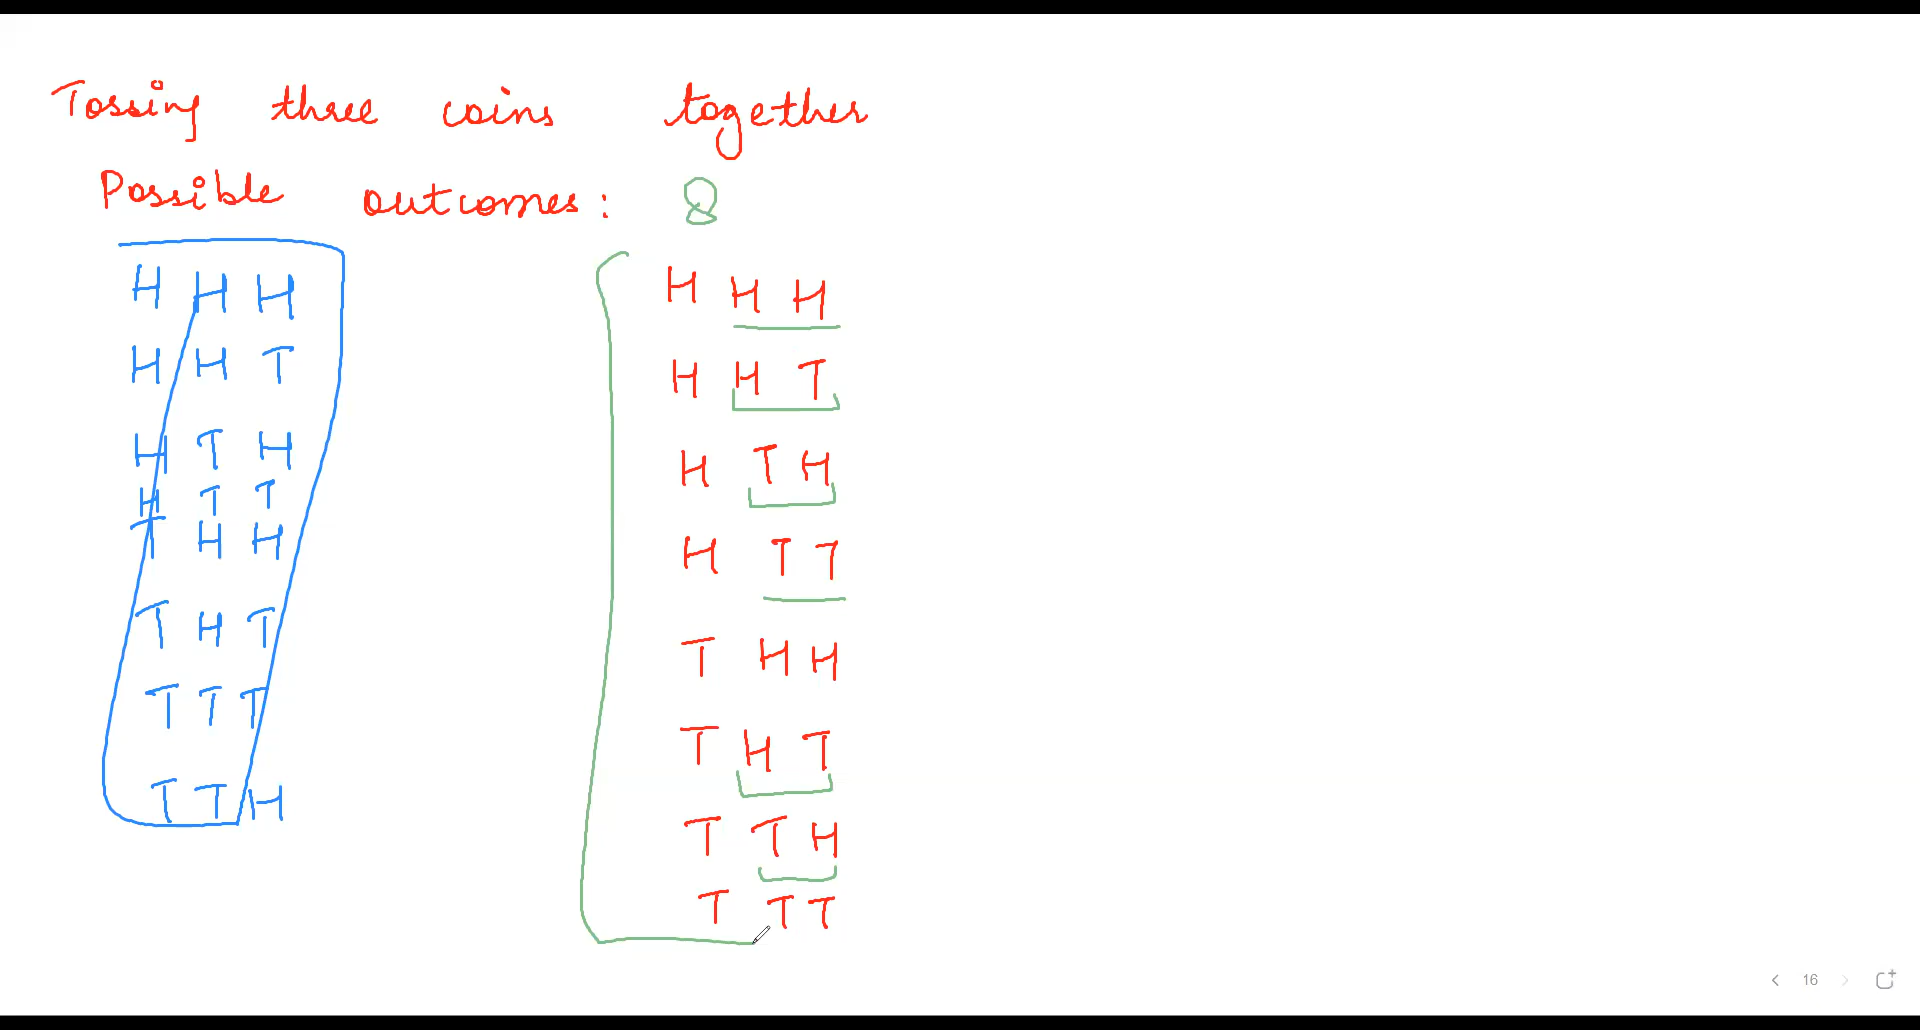 Tossing three coins together
Possible outcomes: 8
H H H
H H T
H T H
H T T
T H H
T H T
T T T
T T H
H H H
H H T
H T H
H T T
T H H
T H T
T T H
T T T
16